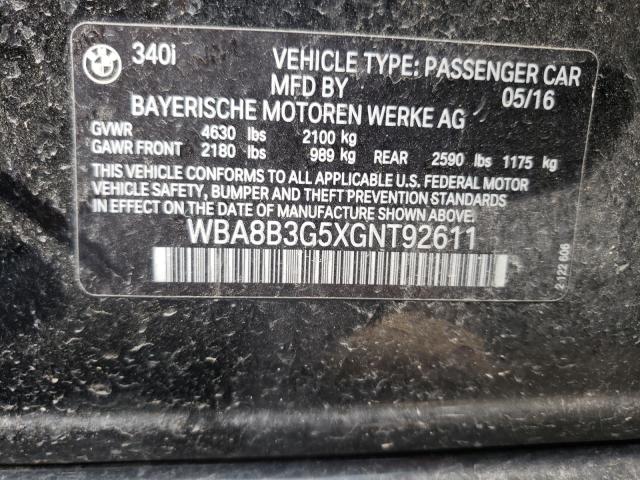 BMW 340i VEHICLE TYPE: PASSENGER CAR
MFD BY 05/16
BAYERISCHE MOTOREN WERKE AG
GVWR 4630 lbs 2100 kg
GAWR FRONT 2180 lbs 989 kg REAR 2590 lbs 1175 kg
THIS VEHICLE CONFORMS TO ALL APPLICABLE U.S. FEDERAL MOTOR
VEHICLE SAFETY, BUMPER AND THEFT PREVENTION STANDARDS
IN EFFECT ON THE DATE OF MANUFACTURE SHOWN ABOVE.
WBA8B3G5XGNT92611
2122606